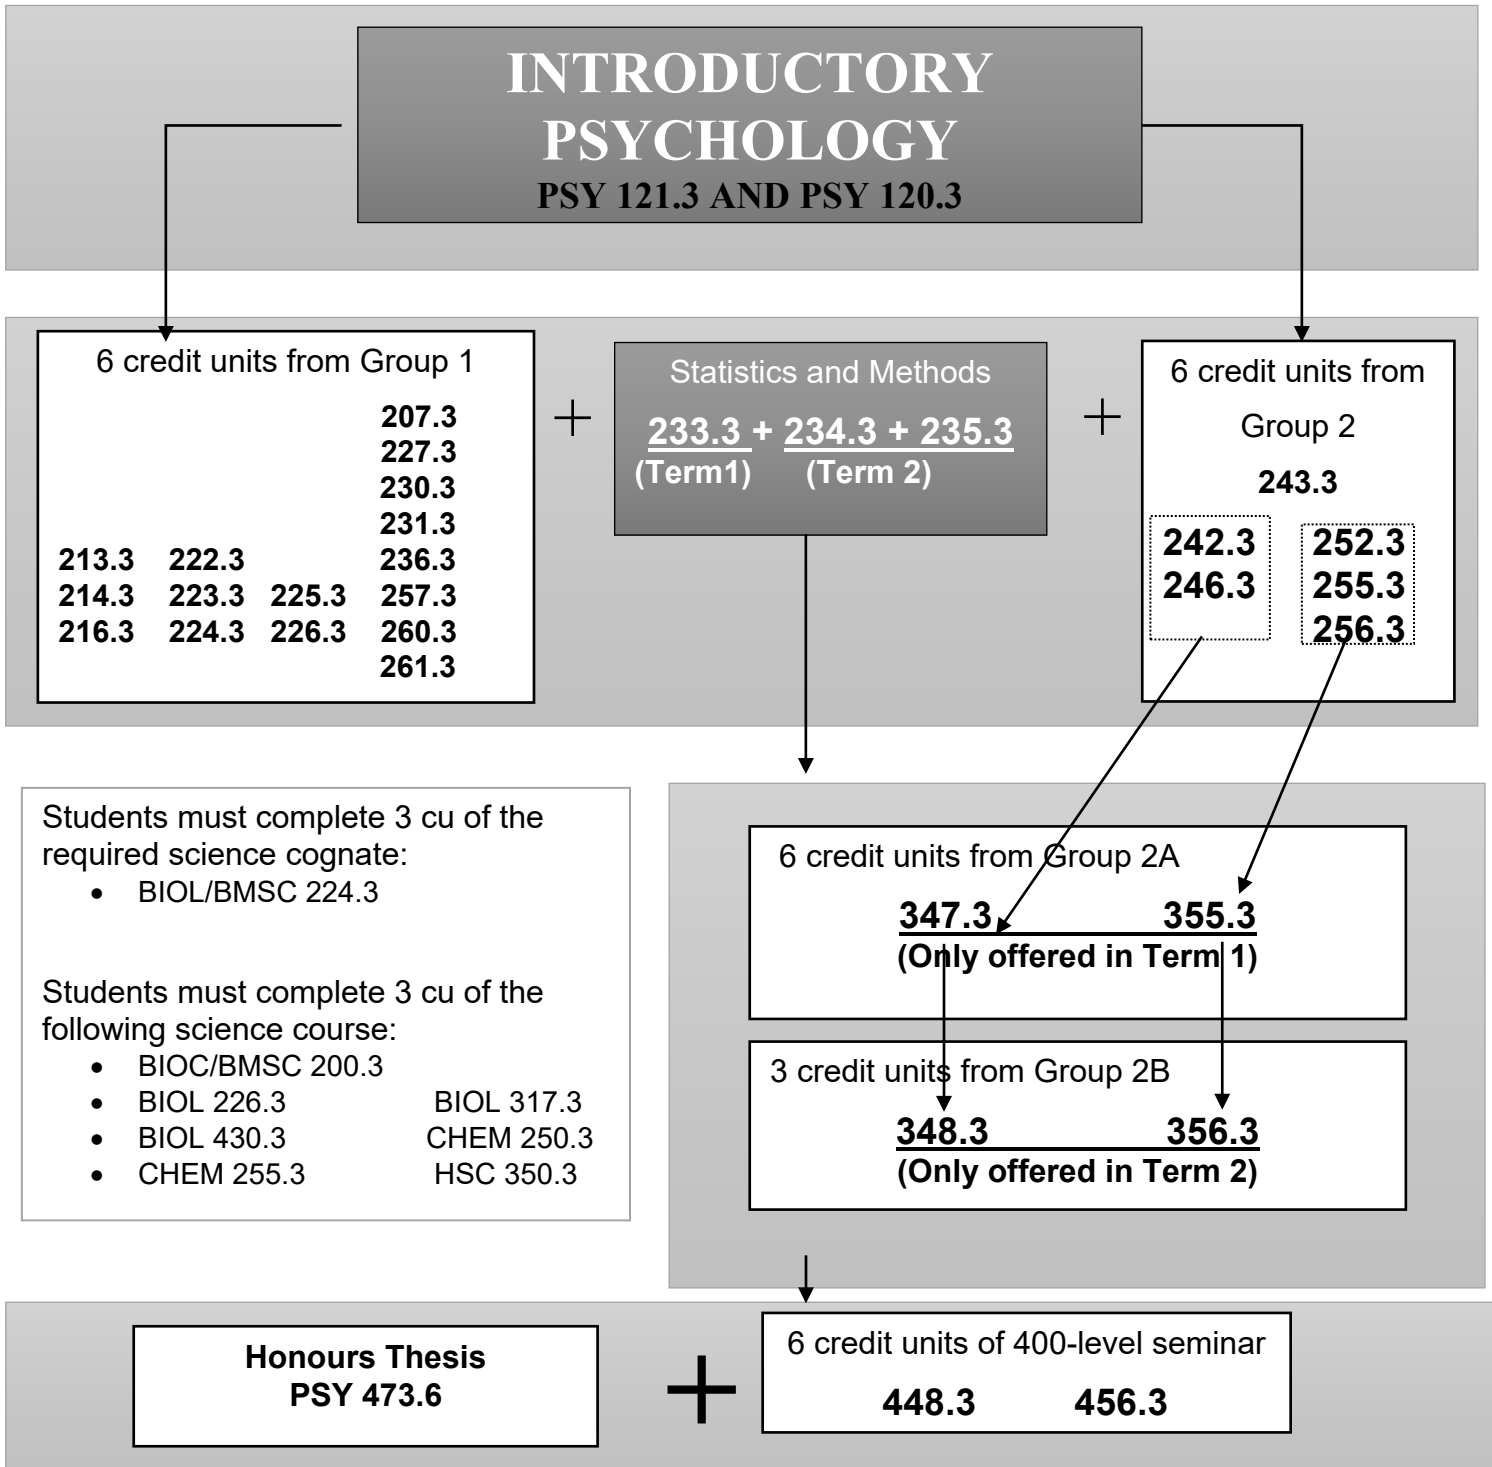 INTRODUCTORY
PSYCHOLOGY
PSY 121.3 AND PSY 120.3
6 credit units from Group 1
207.3
227.3
230.3
231.3
213.3 222.3 236.3
214.3 223.3 225.3 257.3
216.3 224.3 226.3 260.3
261.3
+
Statistics and Methods
233.3 + 234.3 + 235.3
(Term1) (Term 2)
+
6 credit units from
Group 2
243.3
242.3 252.3
246.3 255.3
256.3
Students must complete 3 cu of the
required science cognate:
• BIOL/BMSC 224.3
Students must complete 3 cu of the
following science course:
• BIOC/BMSC 200.3
• BIOL 226.3 BIOL 317.3
• BIOL 430.3 CHEM 250.3
• CHEM 255.3 HSC 350.3
6 credit units from Group 2A
347.3 355.3
(Only offered in Term 1)
3 credit units from Group 2B
348.3 356.3
(Only offered in Term 2)
Honours Thesis
PSY 473.6
+
6 credit units of 400-level seminar
448.3 456.3